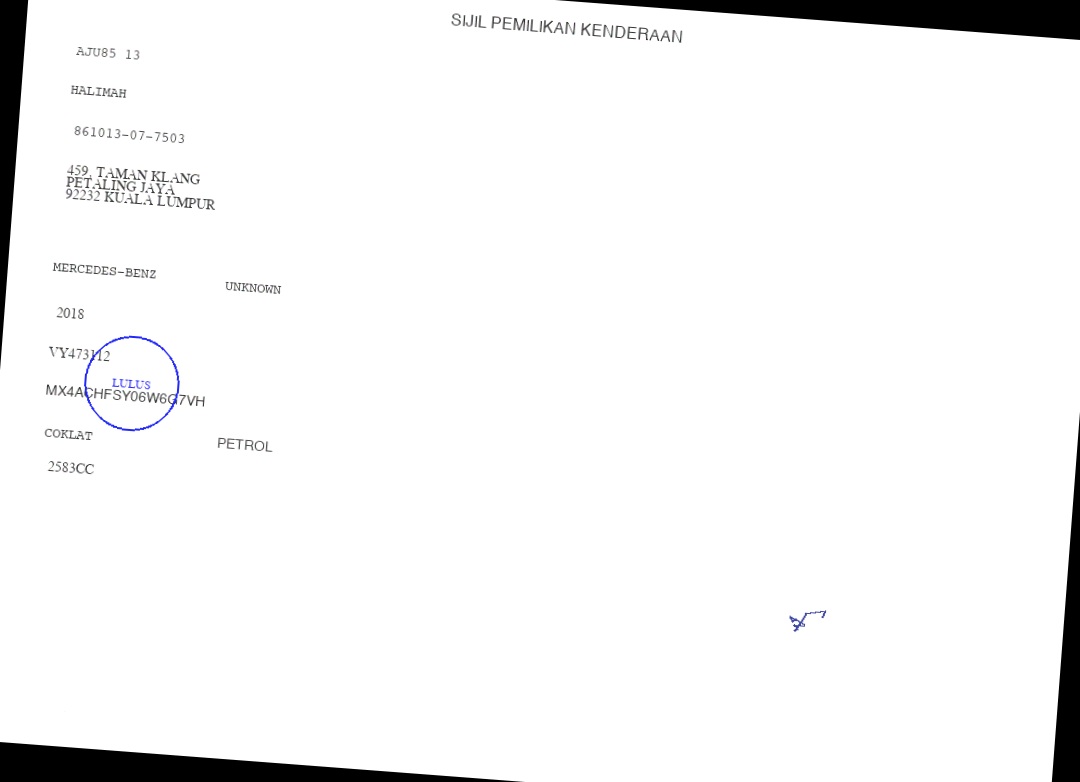 SIJIL PEMILIKAN KENDERAAN
AJU85 13
HALIMAH
861013-07-7503
459, TAMAN KLANG
PETALING JAYA
92232 KUALA LUMPUR
MERCEDES-BENZ UNKNOWN
2018
VY473112
LULUS
MX4ACHFSY06W6G7VH
COKLAT PETROL
2583CC